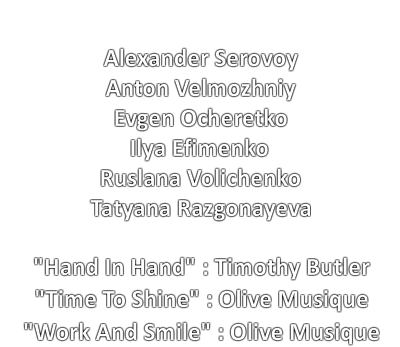 Alexander Serovoy
Anton Velmozhniy
Evgen Ocheretko
Ilya Efimenko
Ruslana Volichenko
Tatyana Razgonayeva
"Hand In Hand" : Timothy Butler
"Time To Shine" : Olive Musique
"Work And Smile" : Olive Musique